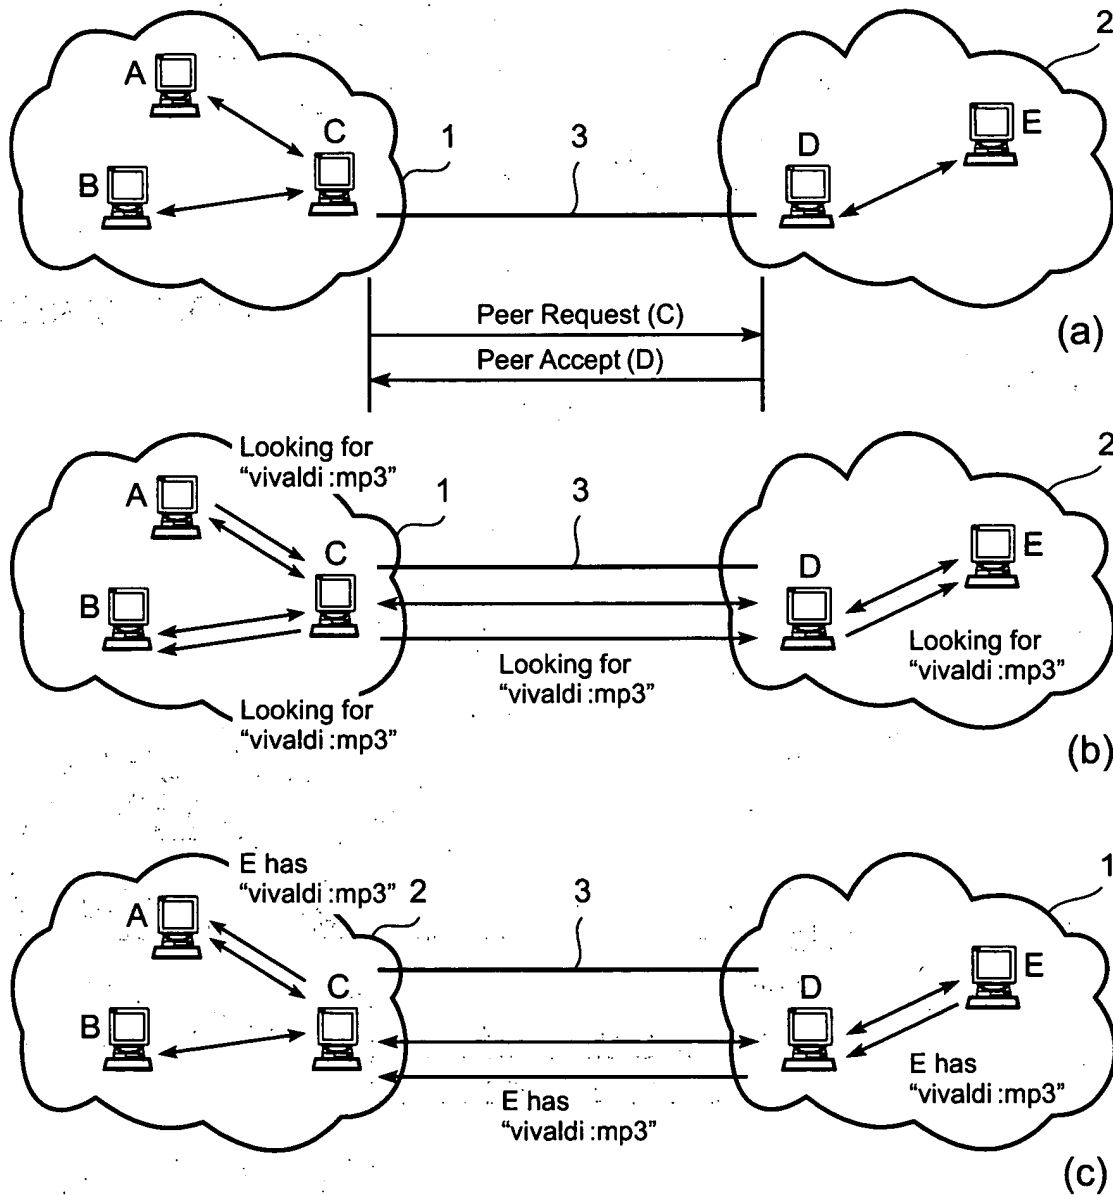 2
A
E
C
1
3
D
B
Peer Request (C)
(a)
Peer Accept (D)
Looking for
“vivaldi :mp3”
2
A
1
3
E
C
D
B
Looking for
“vivaldi :mp3”
Looking for
“vivaldi :mp3”
Looking for
“vivaldi :mp3”
(b)
E has
“vivaldi :mp3”
1
A
2
3
E
C
D
B
E has
“vivaldi :mp3”
E has
“vivaldi :mp3”
(c)